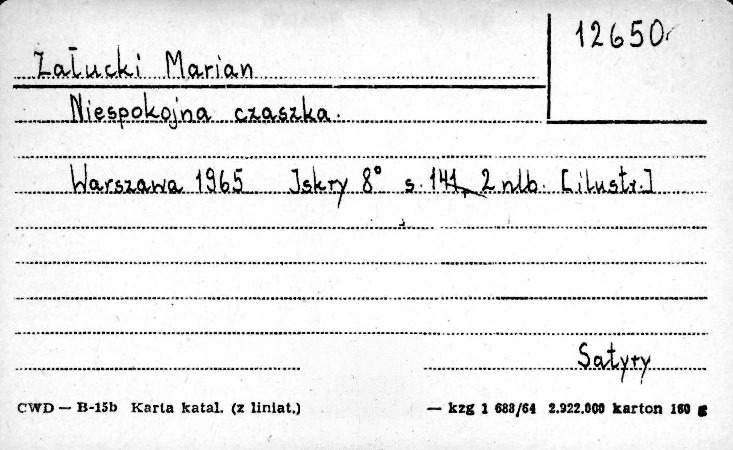 12650
Załucki Marian
Niespokojna czaszka.
Warszawa 1965 Iskry 8° s. 141, 2 nlb. [ilustr.]
Satyry
CWD — B-15b Karta katal. (z liniat.) — kzg 1 688/64 2.922.000 karton 160 g